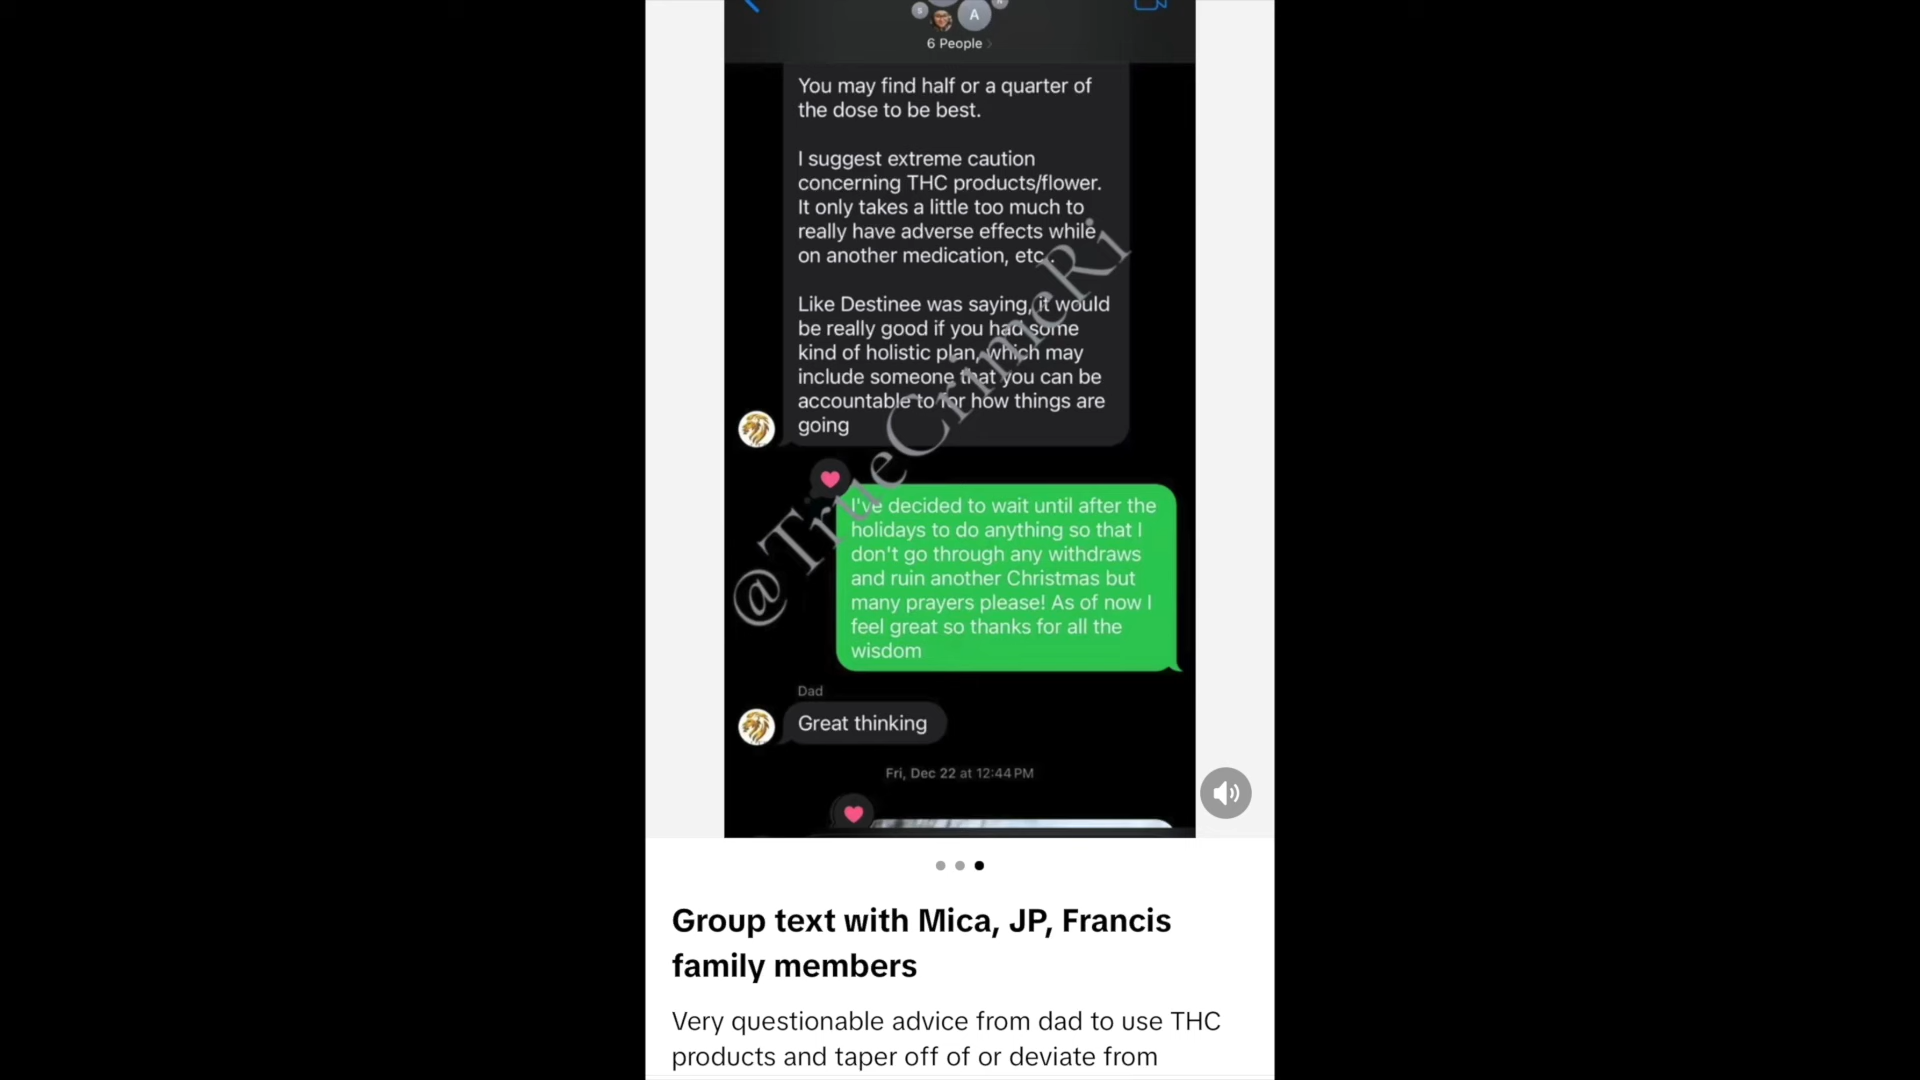 A
6 People
You may find half or a quarter of
the dose to be best.
I suggest extreme caution
concerning THC products/flower.
It only takes a little too much to
really have adverse effects while
on another medication, etc..
Like Destinee was saying, it would
be really good if you had some
kind of holistic plan, which may
include someone that you can be
accountable to for how things are
going
@TrueCrimeRi
I've decided to wait until after the
holidays to do anything so that I
don't go through any withdraws
and ruin another Christmas but
many prayers please! As of now I
feel great so thanks for all the
wisdom
Dad
Great thinking
Fri, Dec 22 at 12:44 PM
Group text with Mica, JP, Francis
family members
Very questionable advice from dad to use THC
products and taper off of or deviate from